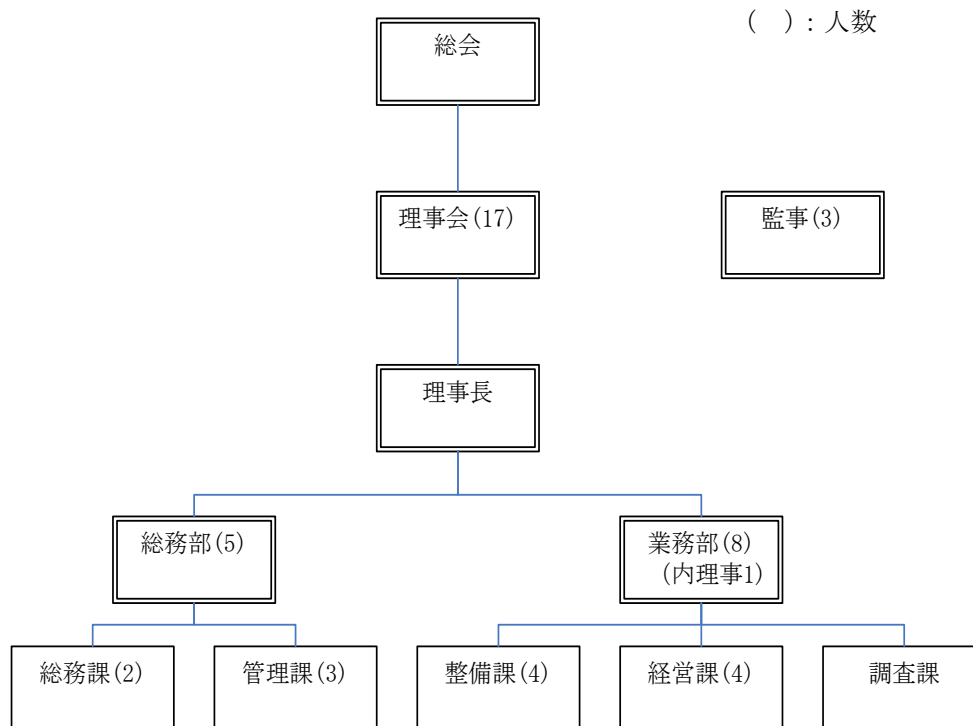 ( ):人数
総会
理事会(17)
監事(3)
理事長
総務部(5)
業務部(8)
(内理事1)
総務課(2)
管理課(3)
整備課(4)
経営課(4)
調査課